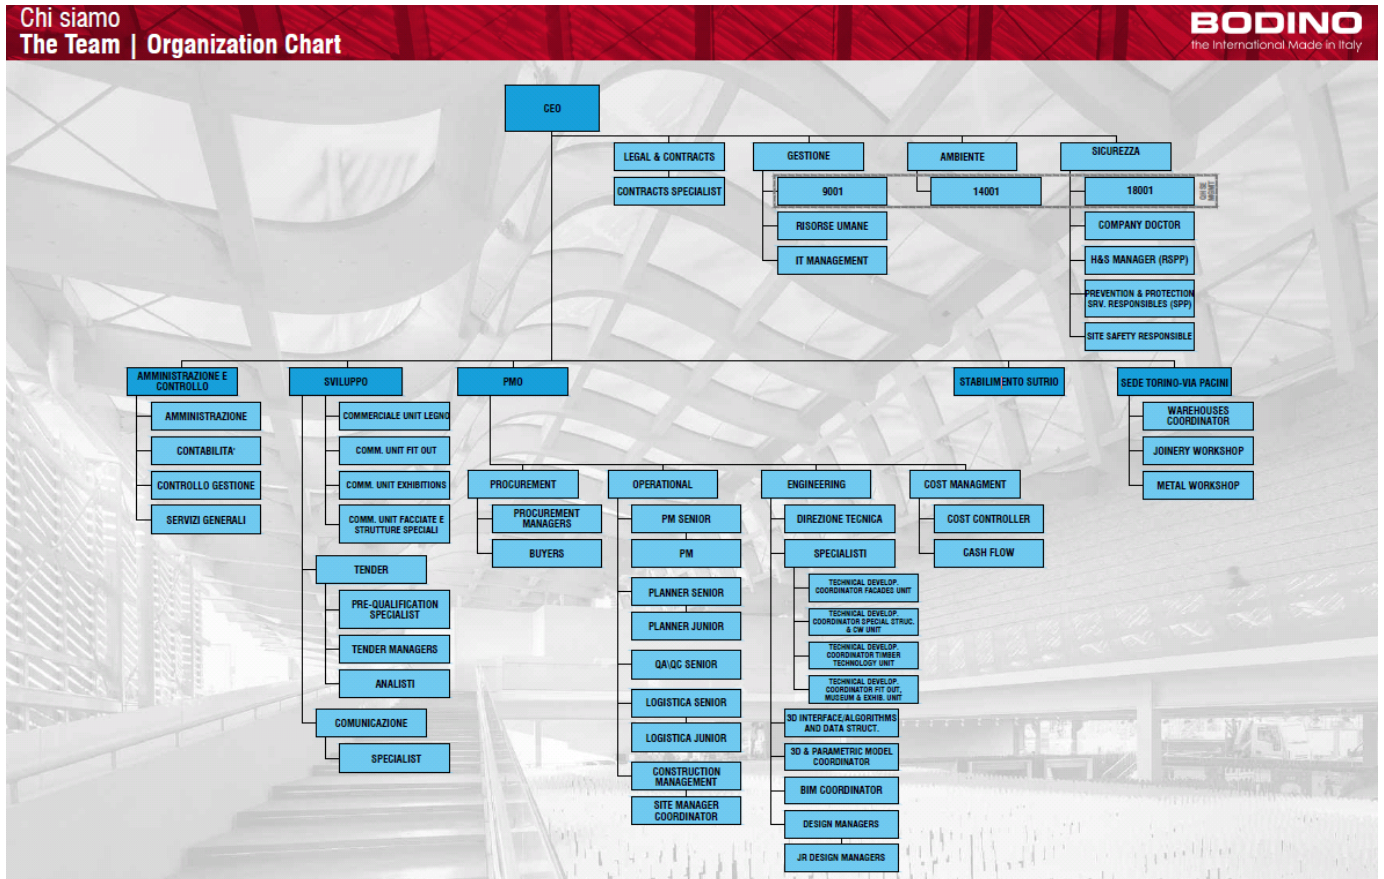 Chi siamo
The Team | Organization Chart
BODINO
the International Made in Italy
CEO
LEGAL & CONTRACTS
CONTRACTS SPECIALIST
GESTIONE
9001
RISORSE UMANE
IT MANAGEMENT
AMBIENTE
14001
SICUREZZA
18001
QHSE
MGMT
COMPANY DOCTOR
H&S MANAGER (RSPP)
PREVENTION & PROTECTION
SRV. RESPONSIBLES (SPP)
SITE SAFETY RESPONSIBLE
AMMINISTRAZIONE E
CONTROLLO
AMMINISTRAZIONE
CONTABILITA'
CONTROLLO GESTIONE
SERVIZI GENERALI
SVILUPPO
COMMERCIALE UNIT LEGNO
COMM. UNIT FIT OUT
COMM. UNIT EXHIBITIONS
COMM. UNIT FACCIATE E
STRUTTURE SPECIALI
TENDER
PRE-QUALIFICATION
SPECIALIST
TENDER MANAGERS
ANALISTI
COMUNICAZIONE
SPECIALIST
PMO
PROCUREMENT
PROCUREMENT
MANAGERS
BUYERS
OPERATIONAL
PM SENIOR
PM
PLANNER SENIOR
PLANNER JUNIOR
QA\QC SENIOR
LOGISTICA SENIOR
LOGISTICA JUNIOR
CONSTRUCTION
MANAGEMENT
SITE MANAGER
COORDINATOR
ENGINEERING
DIREZIONE TECNICA
SPECIALISTI
TECHNICAL DEVELOP.
COORDINATOR FACADES UNIT
TECHNICAL DEVELOP.
COORDINATOR SPECIAL STRUC.
& CW UNIT
TECHNICAL DEVELOP.
COORDINATOR TIMBER
TECHNOLOGY UNIT
TECHNICAL DEVELOP.
COORDINATOR FIT OUT,
MUSEUM & EXHIB. UNIT
3D INTERFACE/ALGORITHMS
AND DATA STRUCT.
3D & PARAMETRIC MODEL
COORDINATOR
BIM COORDINATOR
DESIGN MANAGERS
JR DESIGN MANAGERS
COST MANAGMENT
COST CONTROLLER
CASH FLOW
STABILIMENTO SUTRIO
SEDE TORINO-VIA PACINI
WAREHOUSES
COORDINATOR
JOINERY WORKSHOP
METAL WORKSHOP